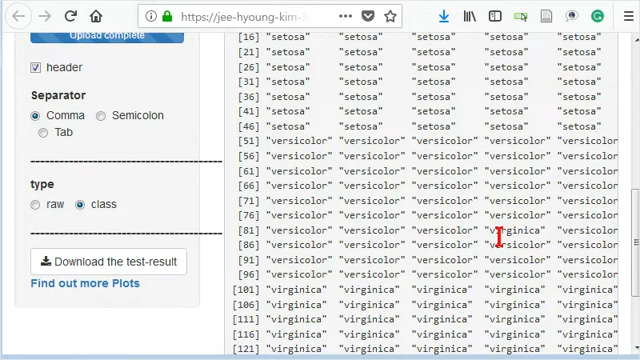 https://jee-hyoung-kim-3
Upload complete
header
Separator
Comma Semicolon
Tab
type
raw class
Download the test-result
Find out more Plots
[16] "setosa" "setosa" "setosa" "setosa" "setosa"
[21] "setosa" "setosa" "setosa" "setosa" "setosa"
[26] "setosa" "setosa" "setosa" "setosa" "setosa"
[31] "setosa" "setosa" "setosa" "setosa" "setosa"
[36] "setosa" "setosa" "setosa" "setosa" "setosa"
[41] "setosa" "setosa" "setosa" "setosa" "setosa"
[46] "setosa" "setosa" "setosa" "setosa" "setosa"
[51] "versicolor" "versicolor" "versicolor" "versicolor" "versicolor
[56] "versicolor" "versicolor" "versicolor" "versicolor" "versicolor
[61] "versicolor" "versicolor" "versicolor" "versicolor" "versicolor
[66] "versicolor" "versicolor" "versicolor" "versicolor" "versicolor
[71] "versicolor" "versicolor" "versicolor" "versicolor" "versicolor
[76] "versicolor" "versicolor" "versicolor" "versicolor" "versicolor
[81] "versicolor" "versicolor" "versicolor" "virginica" "versicolor
[86] "versicolor" "versicolor" "versicolor" "versicolor" "versicolor
[91] "versicolor" "versicolor" "versicolor" "versicolor" "versicolor
[96] "versicolor" "versicolor" "versicolor" "versicolor" "versicolor
[101] "virginica" "virginica" "virginica" "virginica" "virginica"
[106] "virginica" "virginica" "virginica" "virginica" "virginica"
[111] "virginica" "virginica" "virginica" "virginica" "virginica"
[116] "virginica" "virginica" "virginica" "virginica" "virginica"
[121] "virginica" "virginica" "virginica" "virginica" "virginica"